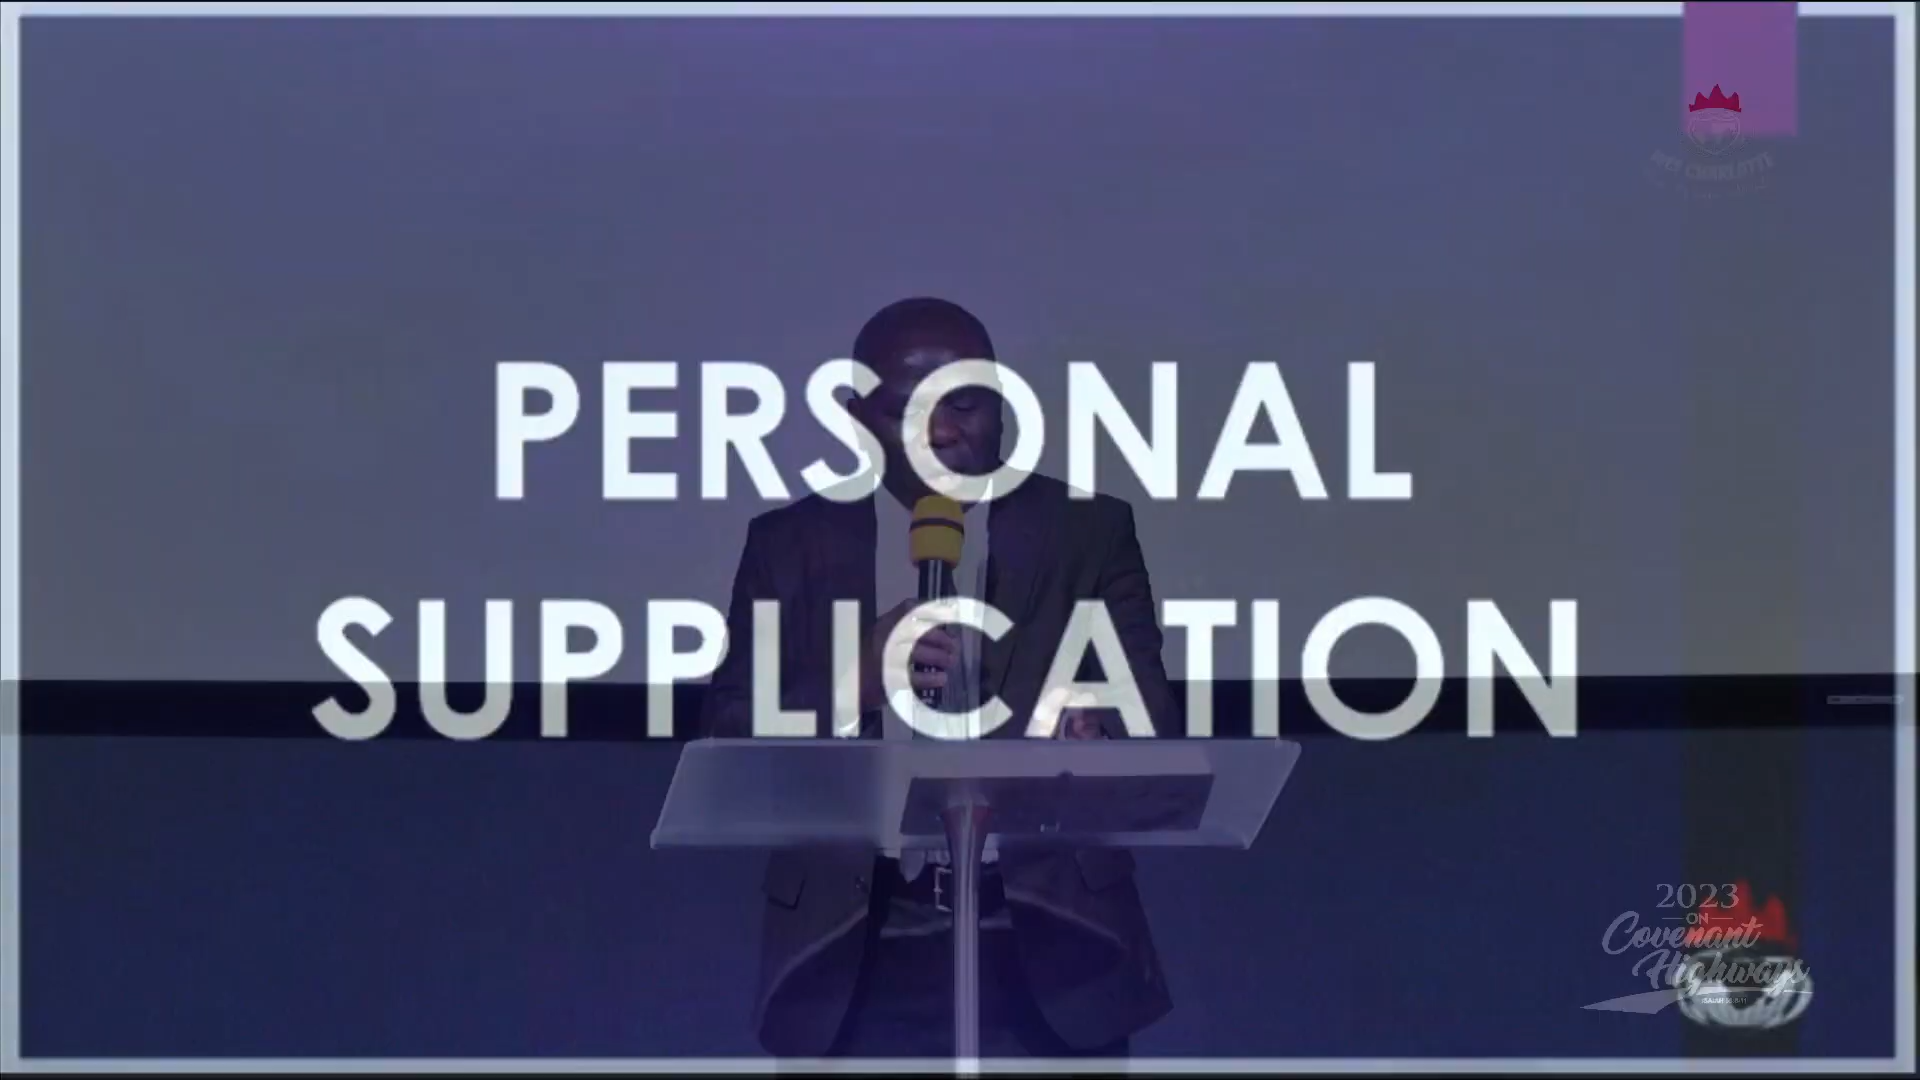 PERSONAL
SUPPLICATION
2023
ON
Covenant
Highways